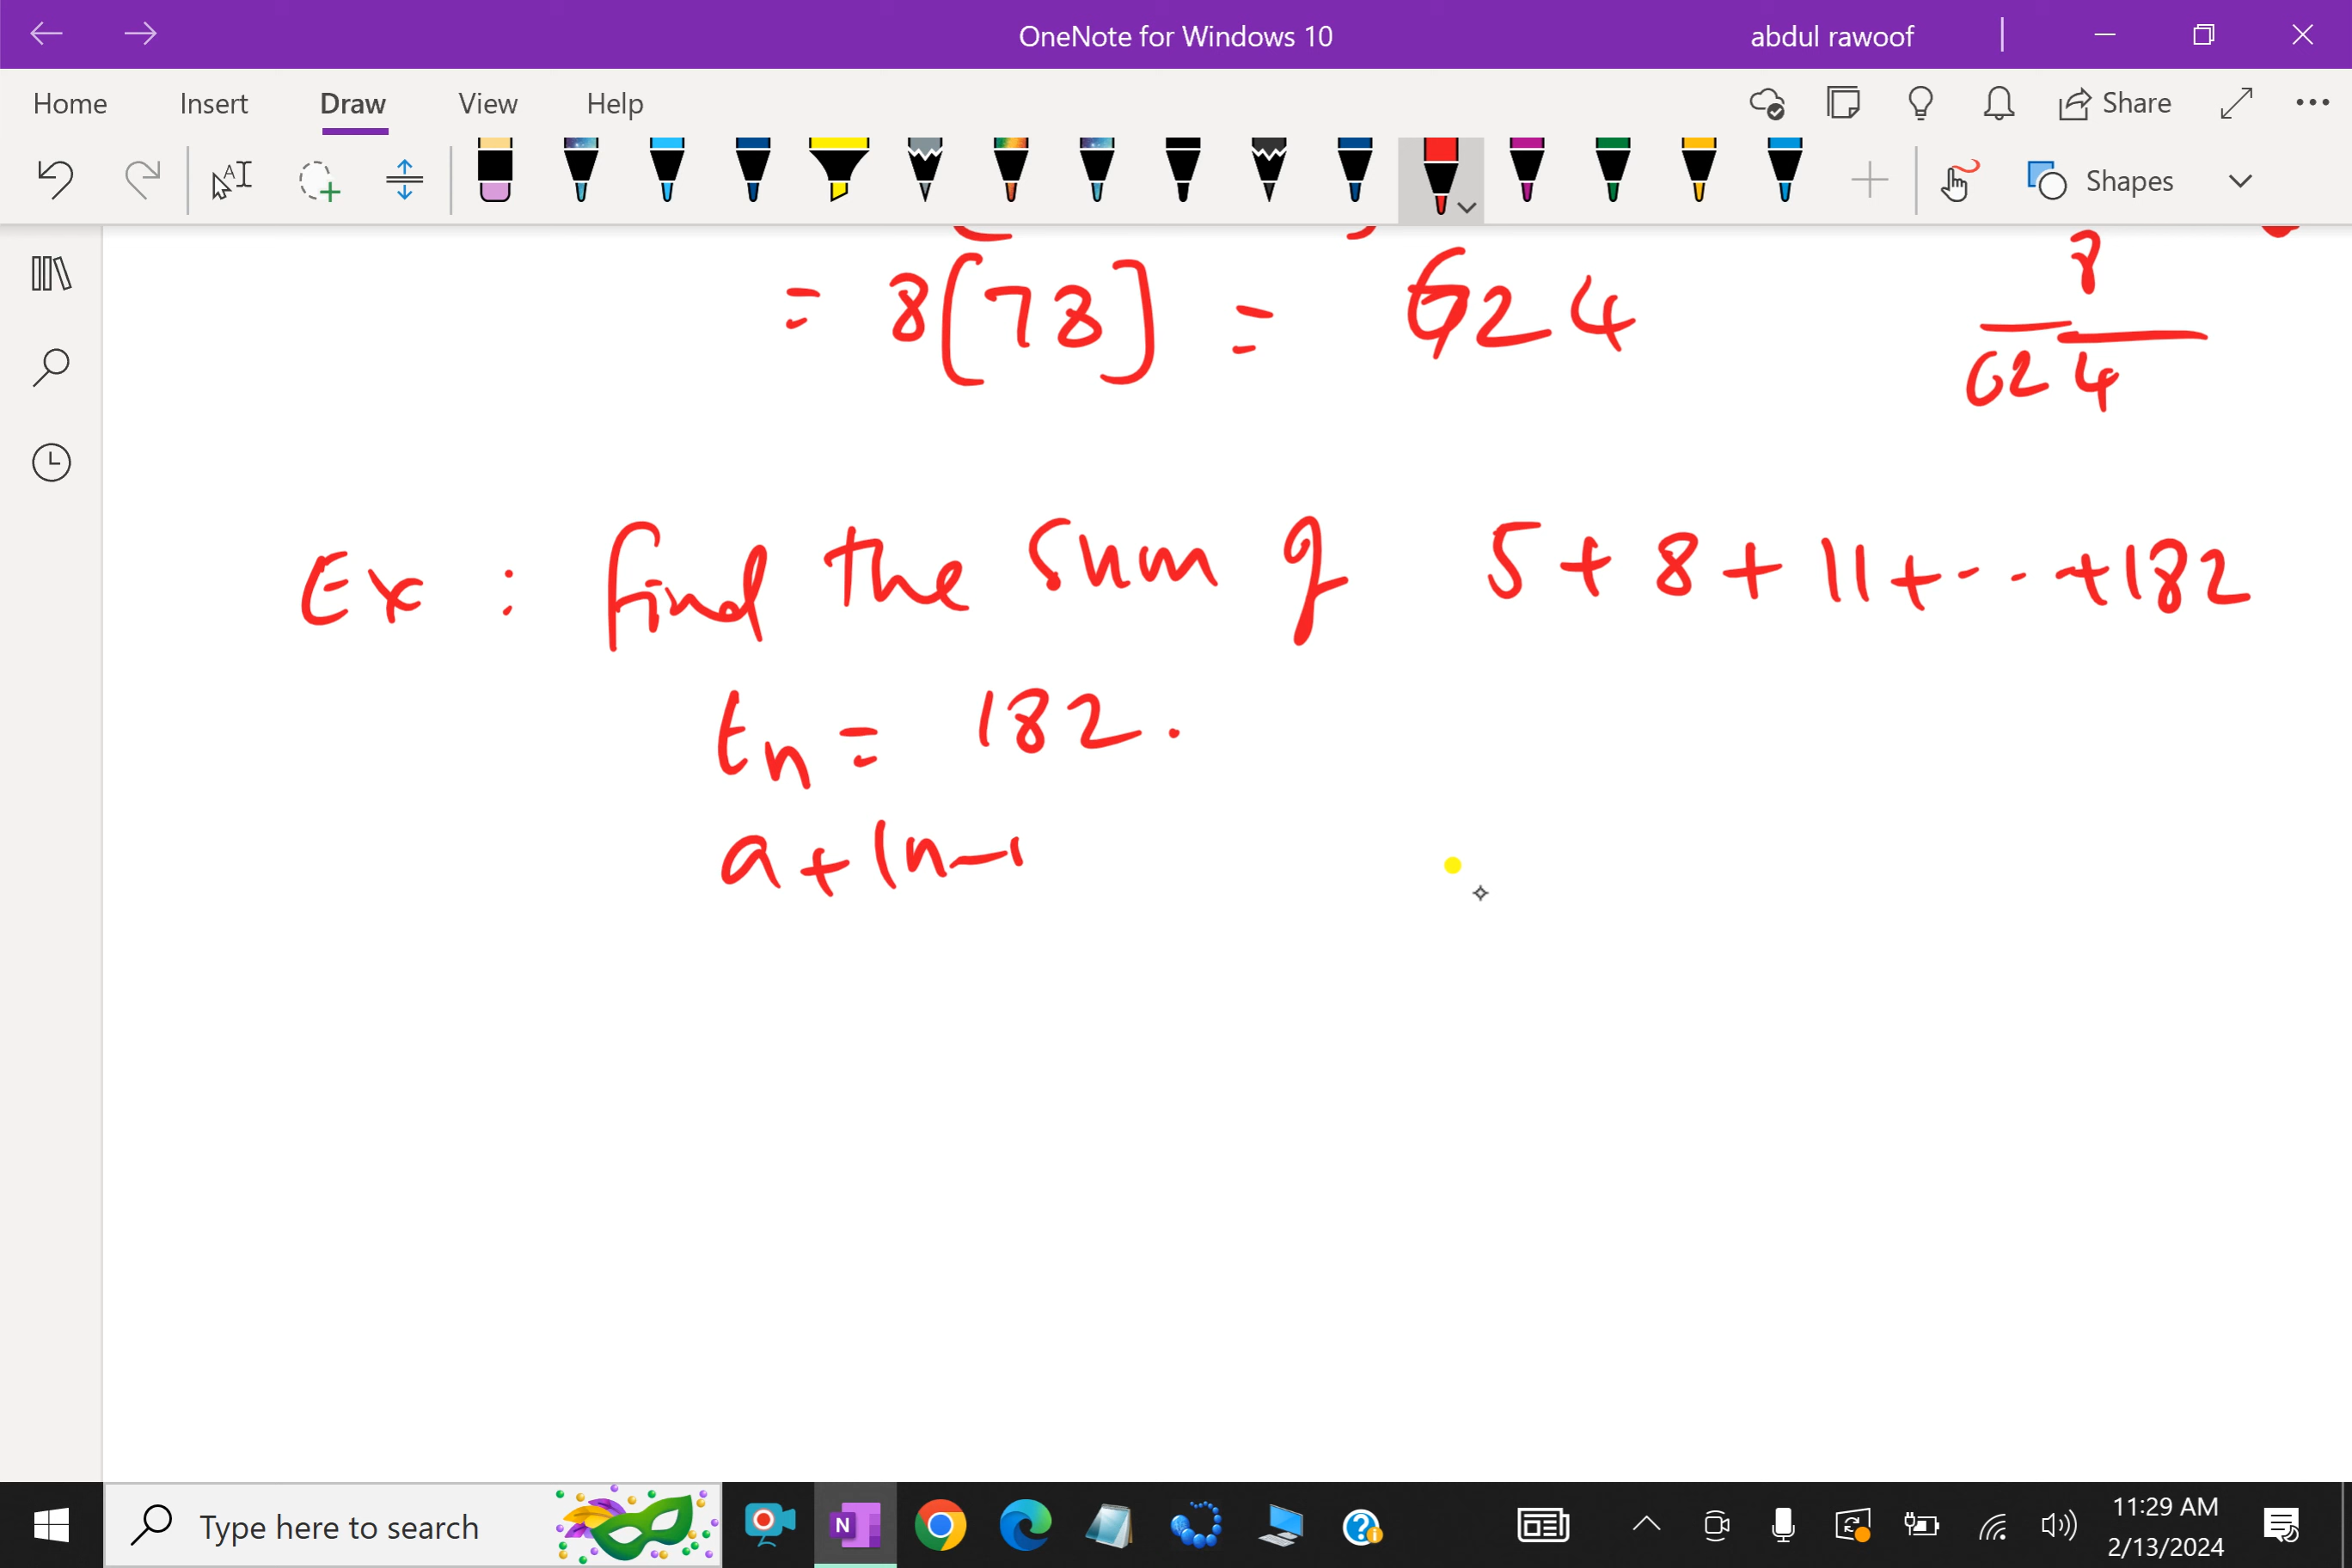 OneNote for Windows 10 abdul rawoof
Home Insert Draw View Help Share
Shapes
= 8[78] = 624
8
624
Ex : find the sum of 5 + 8 + 11 + ... + 182
tn = 182.
a + (n-1
Type here to search
11:29 AM
2/13/2024